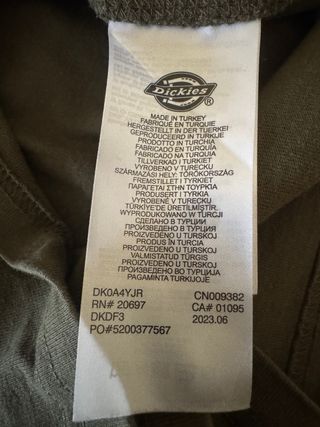 Dickies®
MADE IN TURKEY
FABRIQUÉ EN TURQUIE
HERGESTELLT IN DER TUERKEI
GEPRODUCEERD IN TURKIJE
PRODOTTO IN TURCHIA
FABRICADO EN TURQUÍA
FABRICADO NA TURQUIA
TILLVERKAD I TURKIET
VYROBENO V TURECKU
SZÁRMAZÁSI HELY: TÖRÖKORSZÁG
FREMSTILLET I TYRKIET
ΠΑΡΑΓΕΤΑΙ ΣΤΗΝ ΤΟΥΡΚΙΑ
PRODUSERT I TYRKIA
VYROBENÉ V TURECKU
TÜRKİYE'DE ÜRETİLMİŞTİR.
WYPRODUKOWANO W TURCJI
СДЕЛАНО В ТУРЦИИ
ПРОИЗВЕДЕНО В ТУРЦИЯ
PROIZVEDENO U TURSKOJ
PRODUS ÎN TURCIA
VALMISTATUD TÜRGIS
PROIZVEDENO U TURSKOJ
ПРОИЗВЕДЕНО ВО ТУРЦИЈА
PAGAMINTA TURKIJOJE
DK0A4YJR CN009382
RN# 20697 CA# 01095
DKDF3 2023.06
PO#5200377567